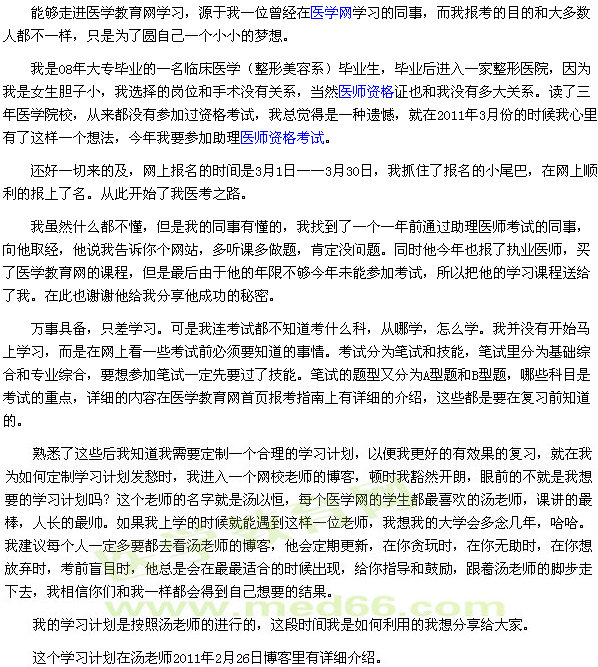 能够走进医学教育网学习，源于我一位曾经在医学网学习的同事，而我报考的目的和大多数
人都不一样，只是为了圆自己一个小小的梦想。
我是08年大专毕业的一名临床医学（整形美容系）毕业生，毕业后进入一家整形医院，因为
我是女生胆子小，我选择的岗位和手术没有关系，当然医师资格证也和我没有多大关系。读了三
年医学院校，从来都没有参加过资格考试，我总觉得是一种遗憾，就在2011年3月份的时候我心里
有了这样一个想法，今年我要参加助理医师资格考试。
还好一切来的及，网上报名的时间是3月1日——3月30日，我抓住了报名的小尾巴，在网上顺
利的报上了名。从此开始了我医考之路。
我虽然什么都不懂，但是我的同事有懂的，我找到了一个一年前通过助理医师考试的同事，
向他取经，他说我告诉你个网站，多听课多做题，肯定没问题。同时他今年也报了执业医师，买
了医学教育网的课程，但是最后由于他的年限不够今年未能参加考试，所以把他的学习课程送给
了我。在此也谢谢他给我分享他成功的秘密。
万事具备，只差学习。可是我连考试都不知道考什么科，从哪学，怎么学。我并没有开始马
上学习，而是在网上看一些考试前必须要知道的事情。考试分为笔试和技能，笔试里分为基础综
合和专业综合，要想参加笔试一定先要过了技能。笔试的题型又分为A型题和B型题，哪些科目是
考试的重点，详细的内容在医学教育网首页报考指南上有详细的介绍，这些都是要在复习前知道
的。
熟悉了这些后我知道我需要定制一个合理的学习计划，以便我更好的有效果的复习，就在我
为如何定制学习计划发愁时，我进入一个网校老师的博客，顿时我豁然开朗，眼前的不就是我想
要的学习计划吗？这个老师的名字就是汤以恒，每个医学网的学生都最喜欢的汤老师，课讲的最
棒，人长的最帅。如果我上学的时候就能遇到这样一位老师，我想我的大学会多念几年，哈哈。
我建议每个人一定多要都去看汤老师的博客，他会定期更新，在你贪玩时，在你无助时，在你想
放弃时，考前盲目时，他总是会在最最适合的时候出现，给你指导和鼓励，跟着汤老师的脚步走
下去，我相信你们和我一样都会得到自己想要的结果。
www.med66.com
我的学习计划是按照汤老师的进行的，这段时间我是如何利用的我想分享给大家。
这个学习计划在汤老师2011年2月26日博客里有详细介绍。